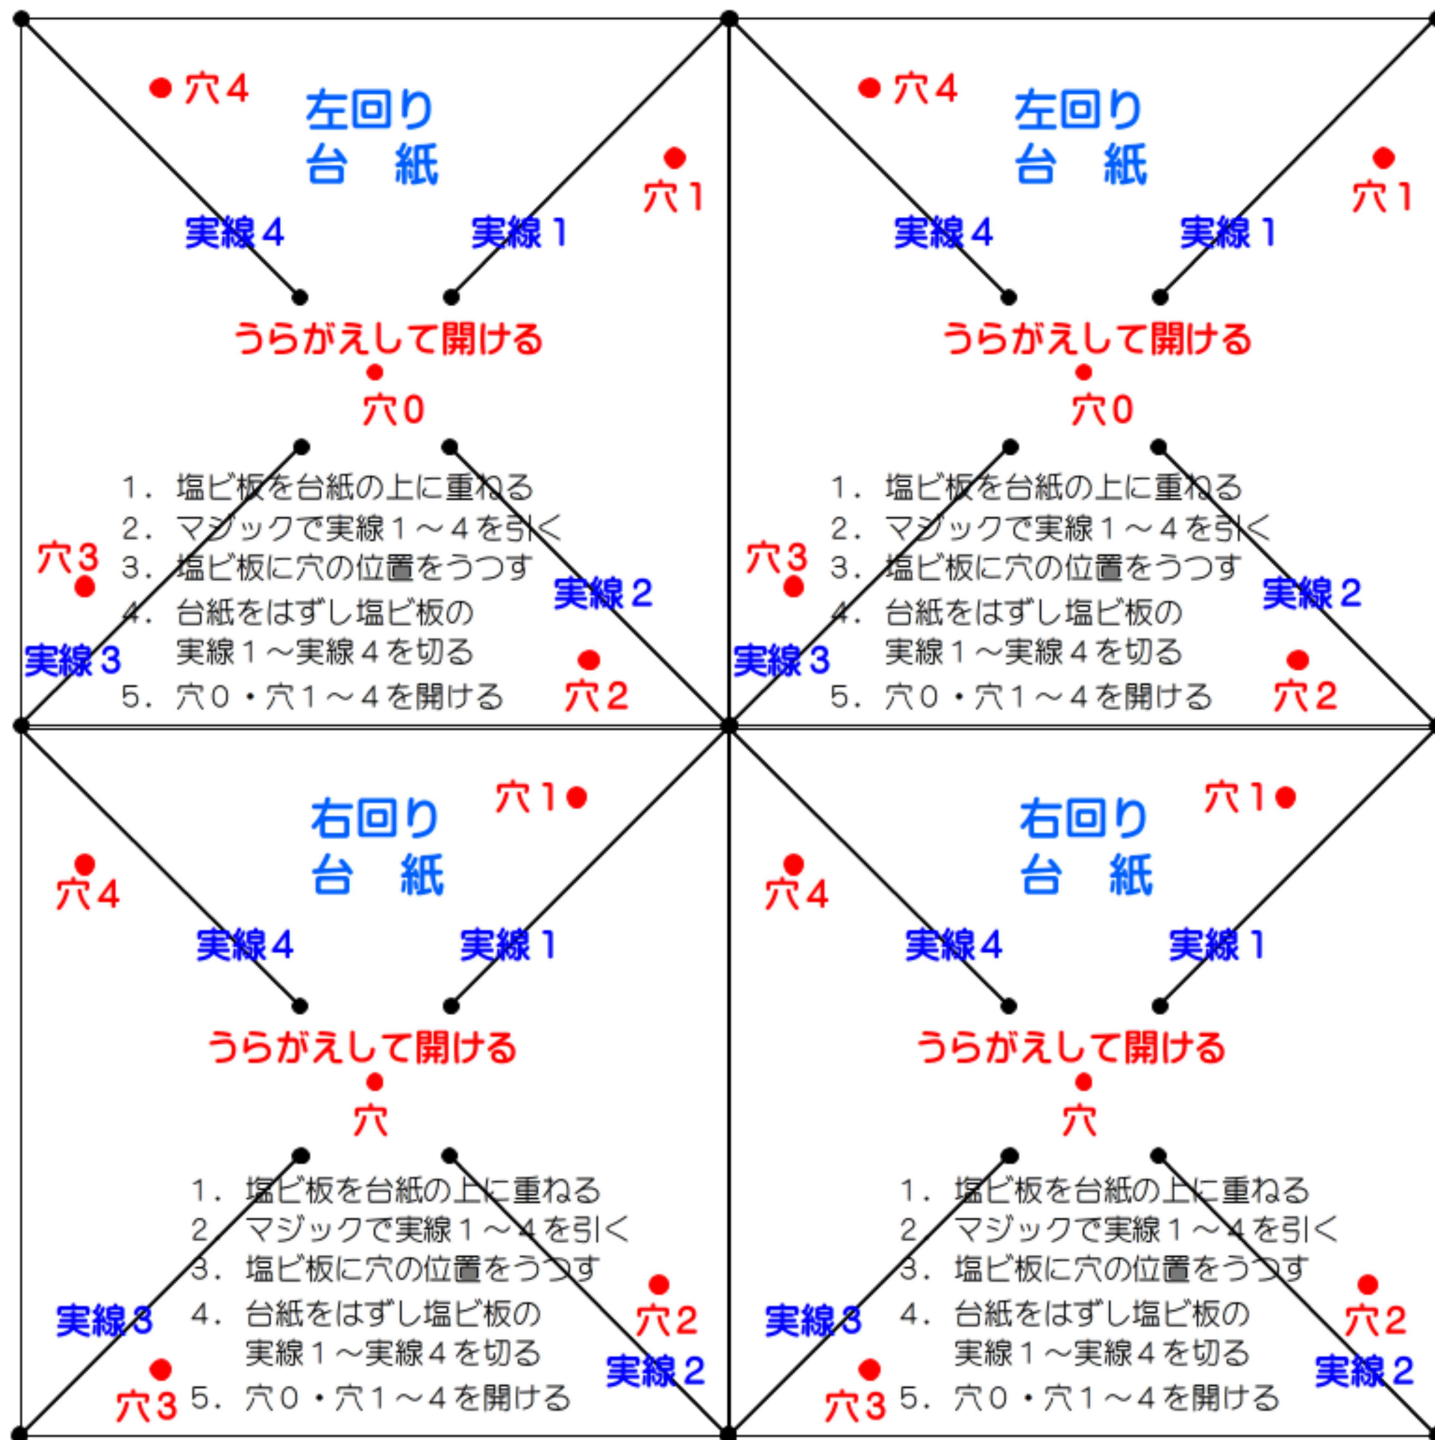 穴４
左回り
台　紙
穴１
実線４
実線１
うらがえして開ける
穴０
１．塩ビ板を台紙の上に重ねる
２．マジックで実線１～４を引く
穴３
３．塩ビ板に穴の位置をうつす
実線２
４．台紙をはずし塩ビ板の
実線１～実線４を切る
実線３
５．穴０・穴１～４を開ける
穴２
穴４
左回り
台　紙
穴１
実線４
実線１
うらがえして開ける
穴０
１．塩ビ板を台紙の上に重ねる
２．マジックで実線１～４を引く
穴３
３．塩ビ板に穴の位置をうつす
実線２
４．台紙をはずし塩ビ板の
実線１～実線４を切る
実線３
５．穴０・穴１～４を開ける
穴２
穴１
右回り
台　紙
穴４
実線４
実線１
うらがえして開ける
穴
１．塩ビ板を台紙の上に重ねる
２　マジックで実線１～４を引く
３．塩ビ板に穴の位置をうつす
４．台紙をはずし塩ビ板の
実線３
穴２
実線１～実線４を切る
実線２
穴３
５．穴０・穴１～４を開ける
穴１
右回り
台　紙
穴４
実線４
実線１
うらがえして開ける
穴
１．塩ビ板を台紙の上に重ねる
２　マジックで実線１～４を引く
３．塩ビ板に穴の位置をうつす
４．台紙をはずし塩ビ板の
実線３
穴２
実線１～実線４を切る
実線２
穴３
５．穴０・穴１～４を開ける